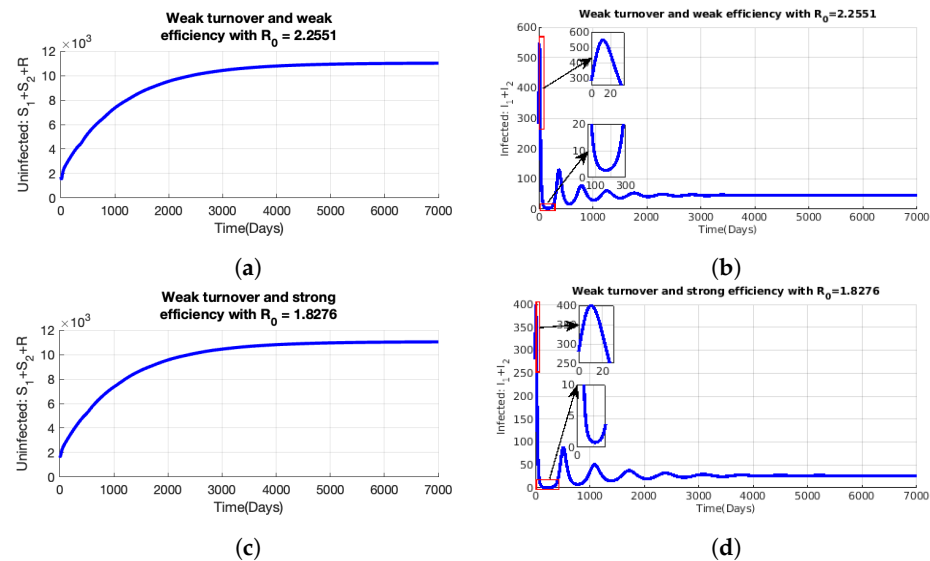 Weak turnover and weak
efficiency with R0 = 2.2551
×10^3
12
10
8
6
4
2
0
Uninfected: S1+S2+R
0 1000 2000 3000 4000 5000 6000 7000
Time(Days)
(a)
Weak turnover and weak efficiency with R0=2.2551
600
500
400
300
200
100
0
Infected: I1+I2
600
500
400
300
0 20
20
10
0
100 300
0 1000 2000 3000 4000 5000 6000 7000
Time(Days)
(b)
Weak turnover and strong
efficiency with R0 = 1.8276
×10^3
12
10
8
6
4
2
0
Uninfected: S1+S2+R
0 1000 2000 3000 4000 5000 6000 7000
Time(Days)
(c)
Weak turnover and strong efficiency with R0=1.8276
400
350
300
250
200
150
100
50
0
Infected: I1+I2
400
350
300
250
0 20
10
5
0
0
0 1000 2000 3000 4000 5000 6000 7000
Time(Days)
(d)